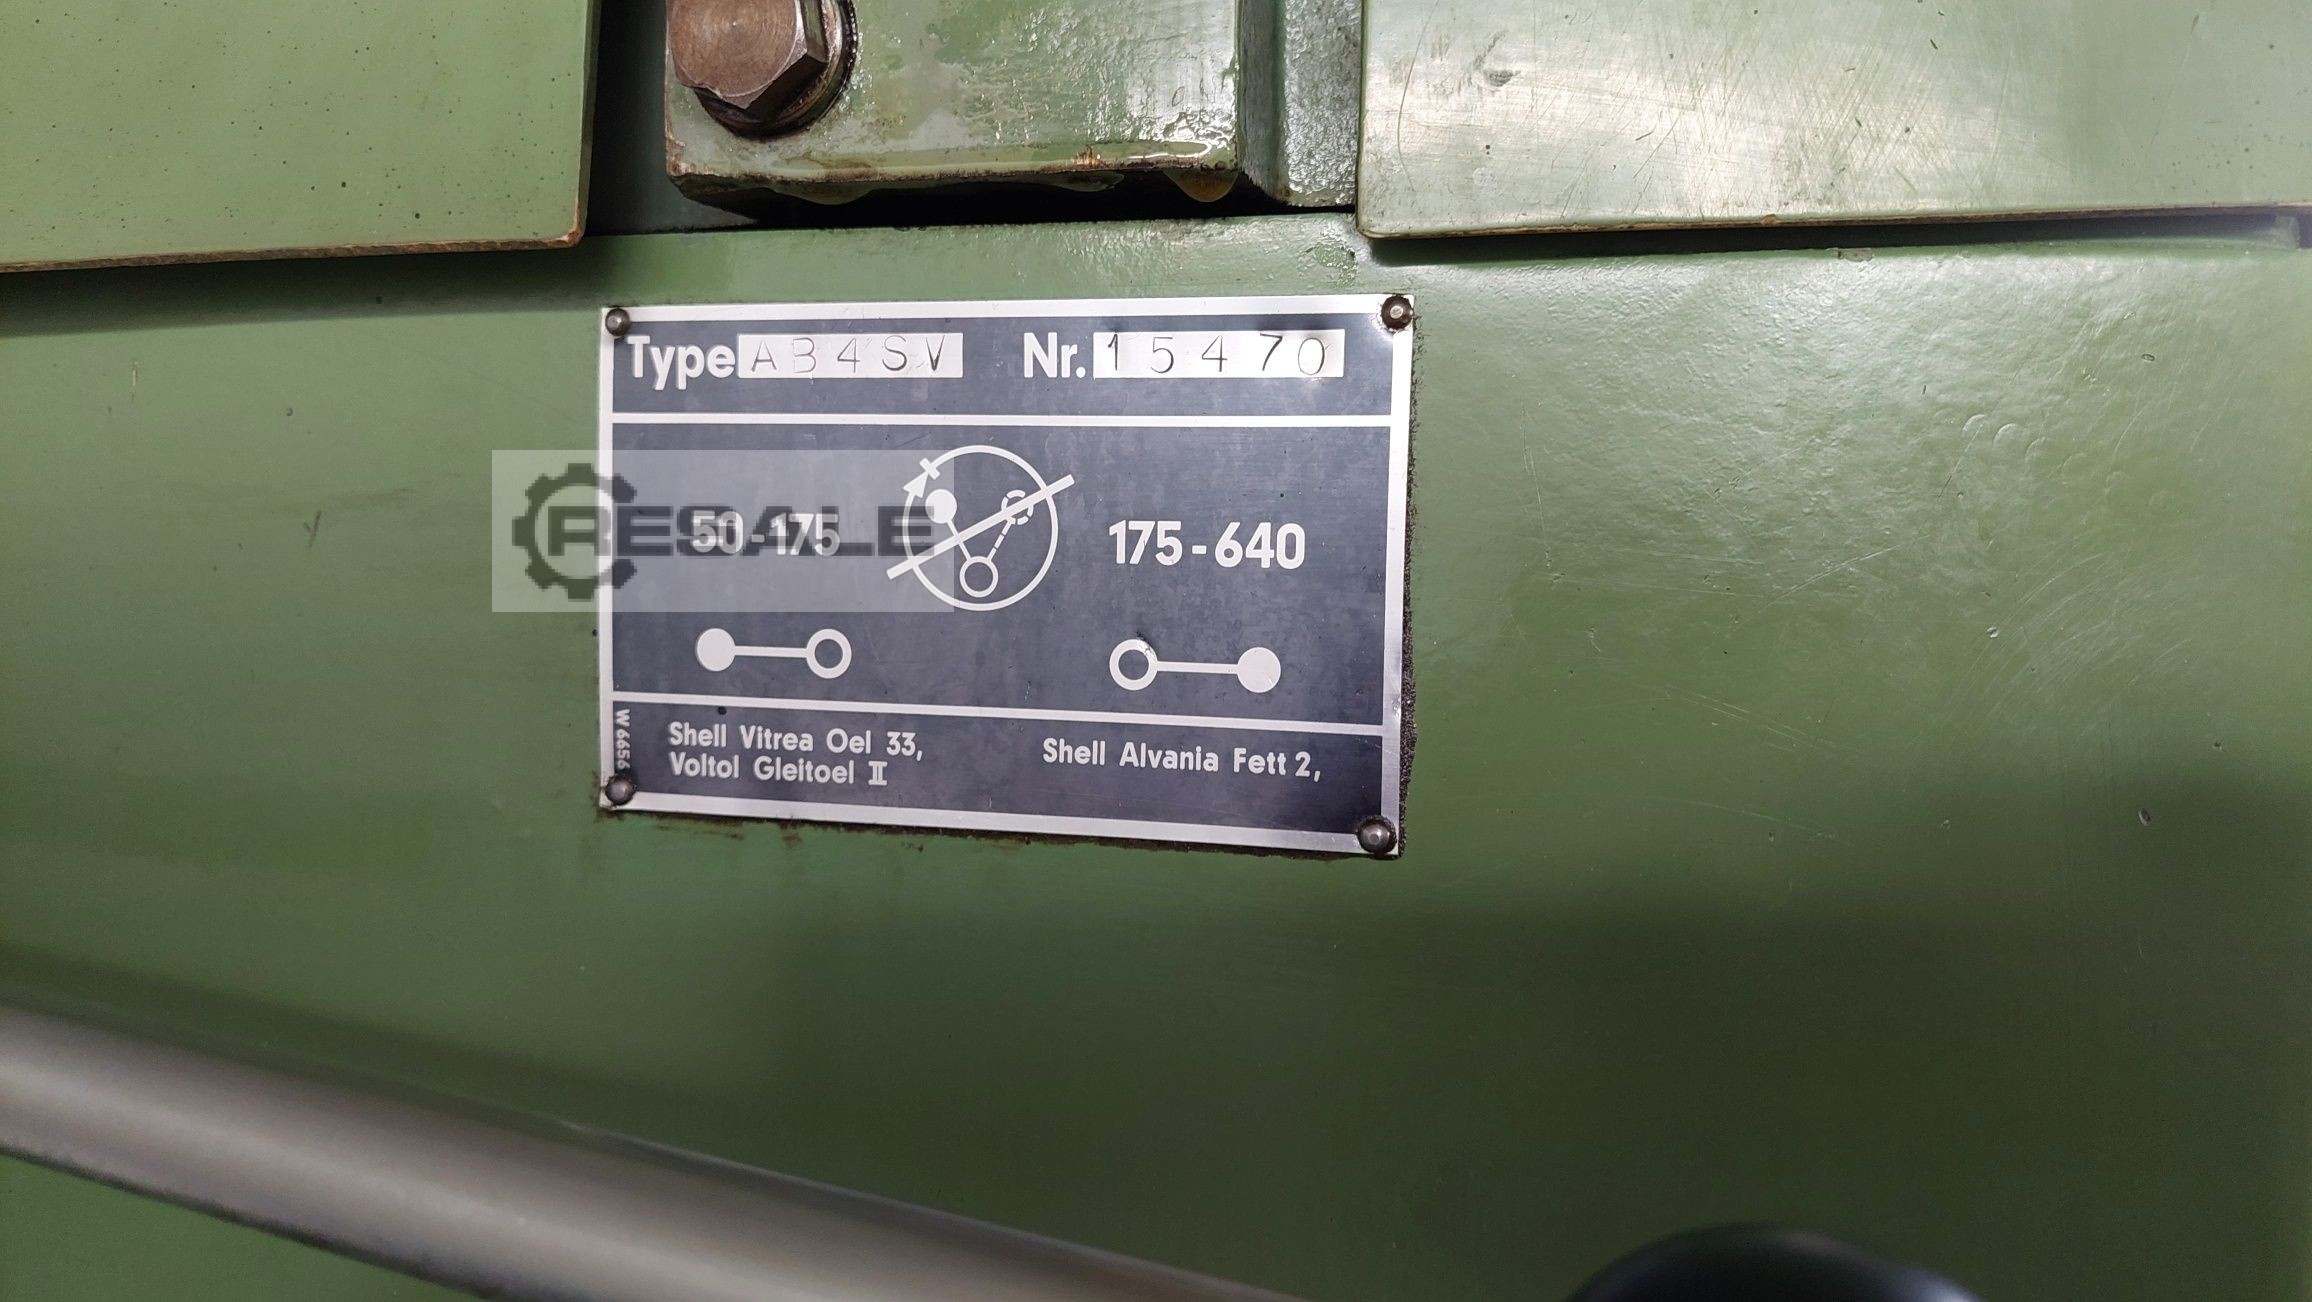 Type AB4SV Nr. 15470
50-175
175-640
RESALE
W6656
Shell Vitrea Oel 33,
Voltol Gleitoel II
Shell Alvania Fett 2,